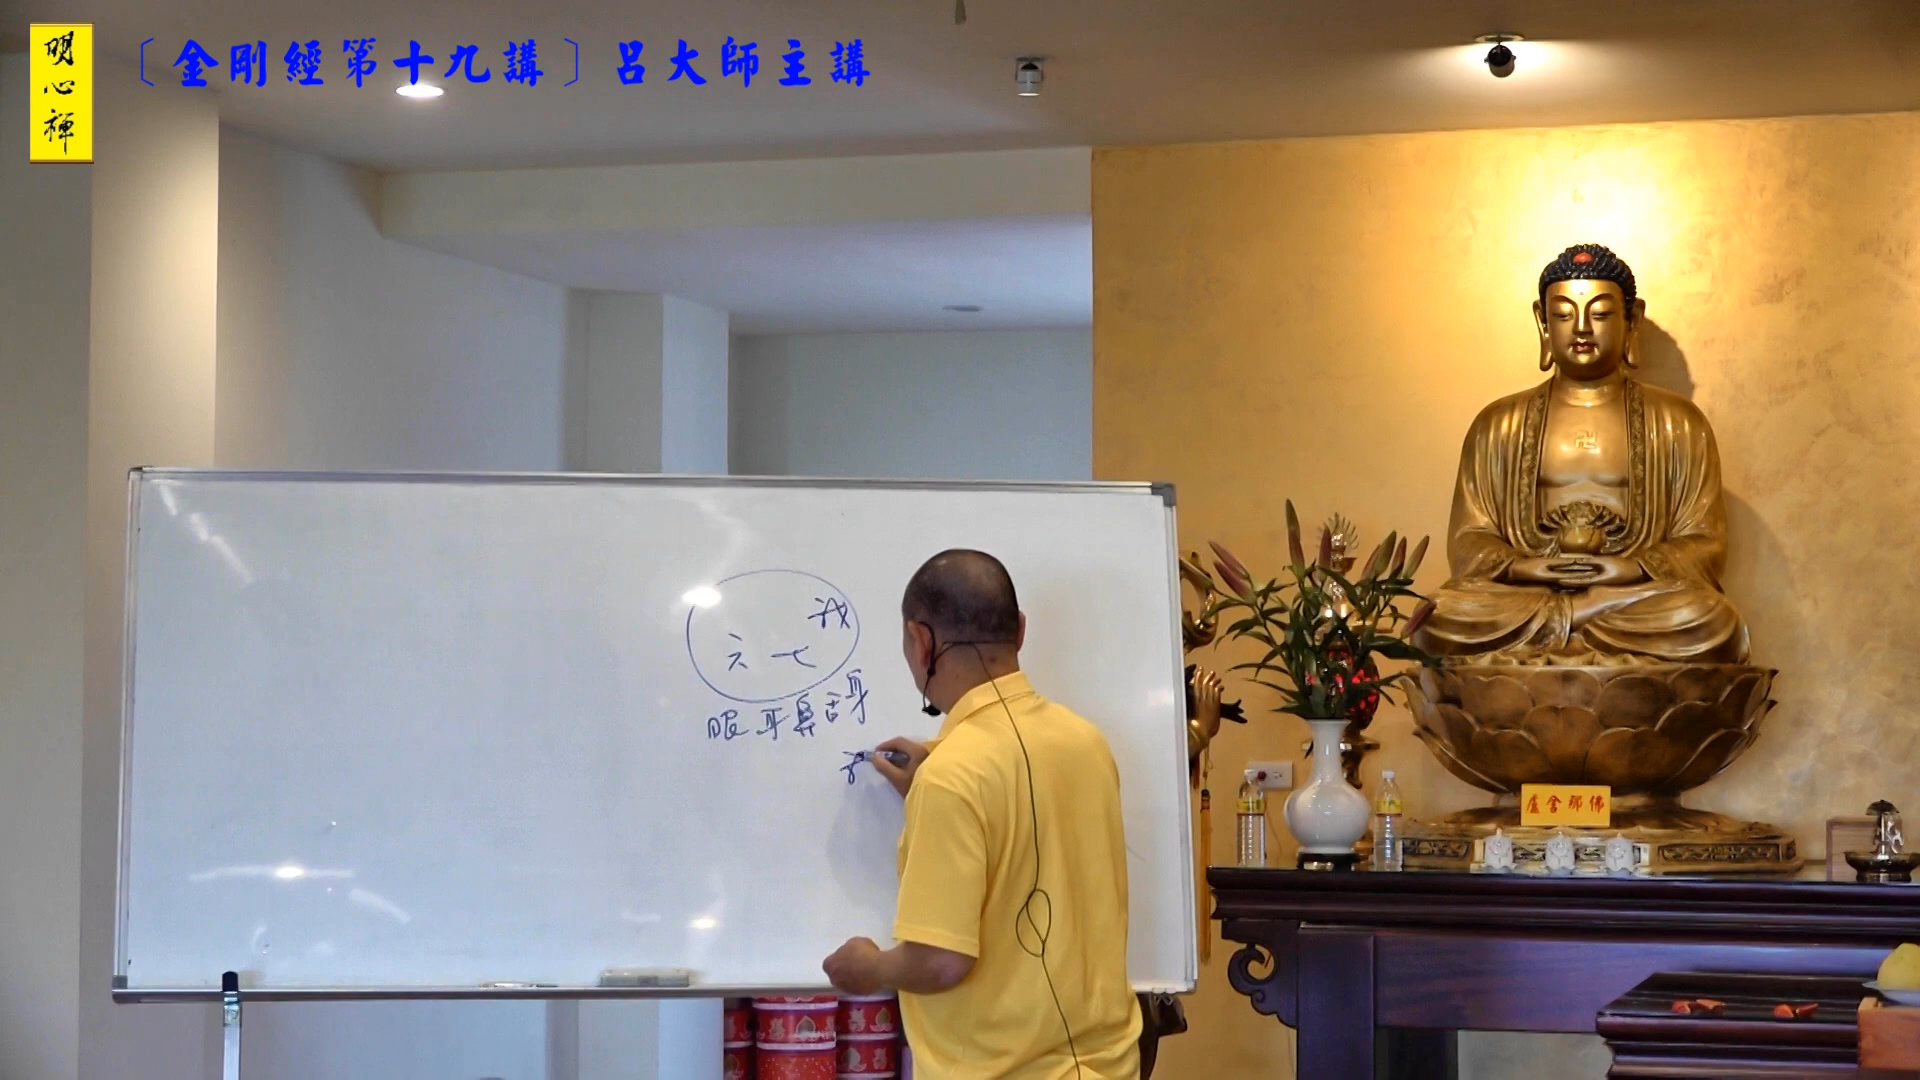 明心禪
〔金剛經第十九講〕呂大師主講
我
六 七
眼耳鼻舌身
盧舍那佛